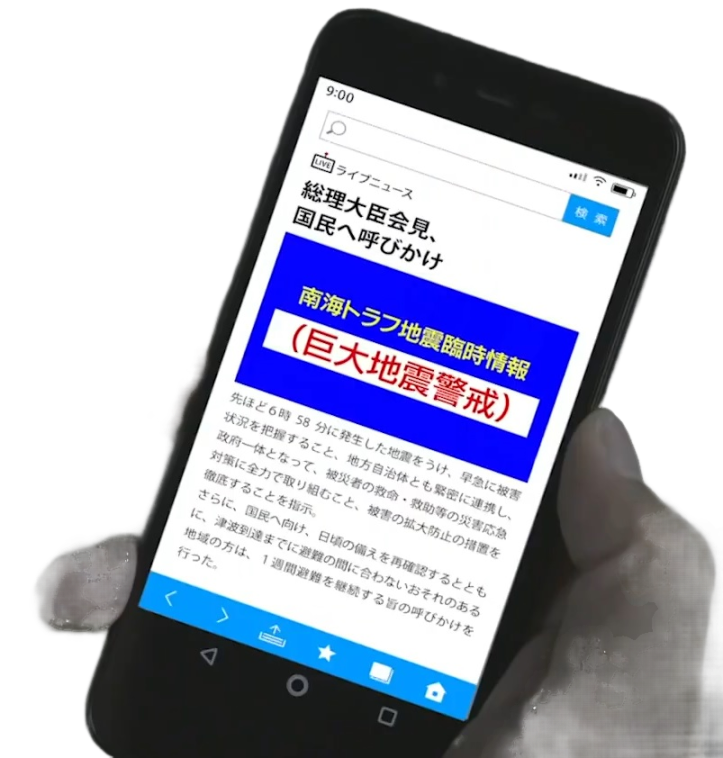 9:00
LIVE ライブニュース
検 索
総理大臣会見、
国民へ呼びかけ
南海トラフ地震臨時情報
（巨大地震警戒）
先ほど6時 58 分に発生した地震をうけ、早急に被害
状況を把握すること、地方自治体とも緊密に連携し、
政府一体となって、被災者の救命・救助等の災害応急
対策に全力で取り組むこと、被害の拡大防止の措置を
徹底することを指示。
さらに、国民へ向け、日頃の備えを再確認するととも
に、津波到達までに避難の間に合わないおそれのある
地域の方は、1週間避難を継続する旨の呼びかけを
行った。